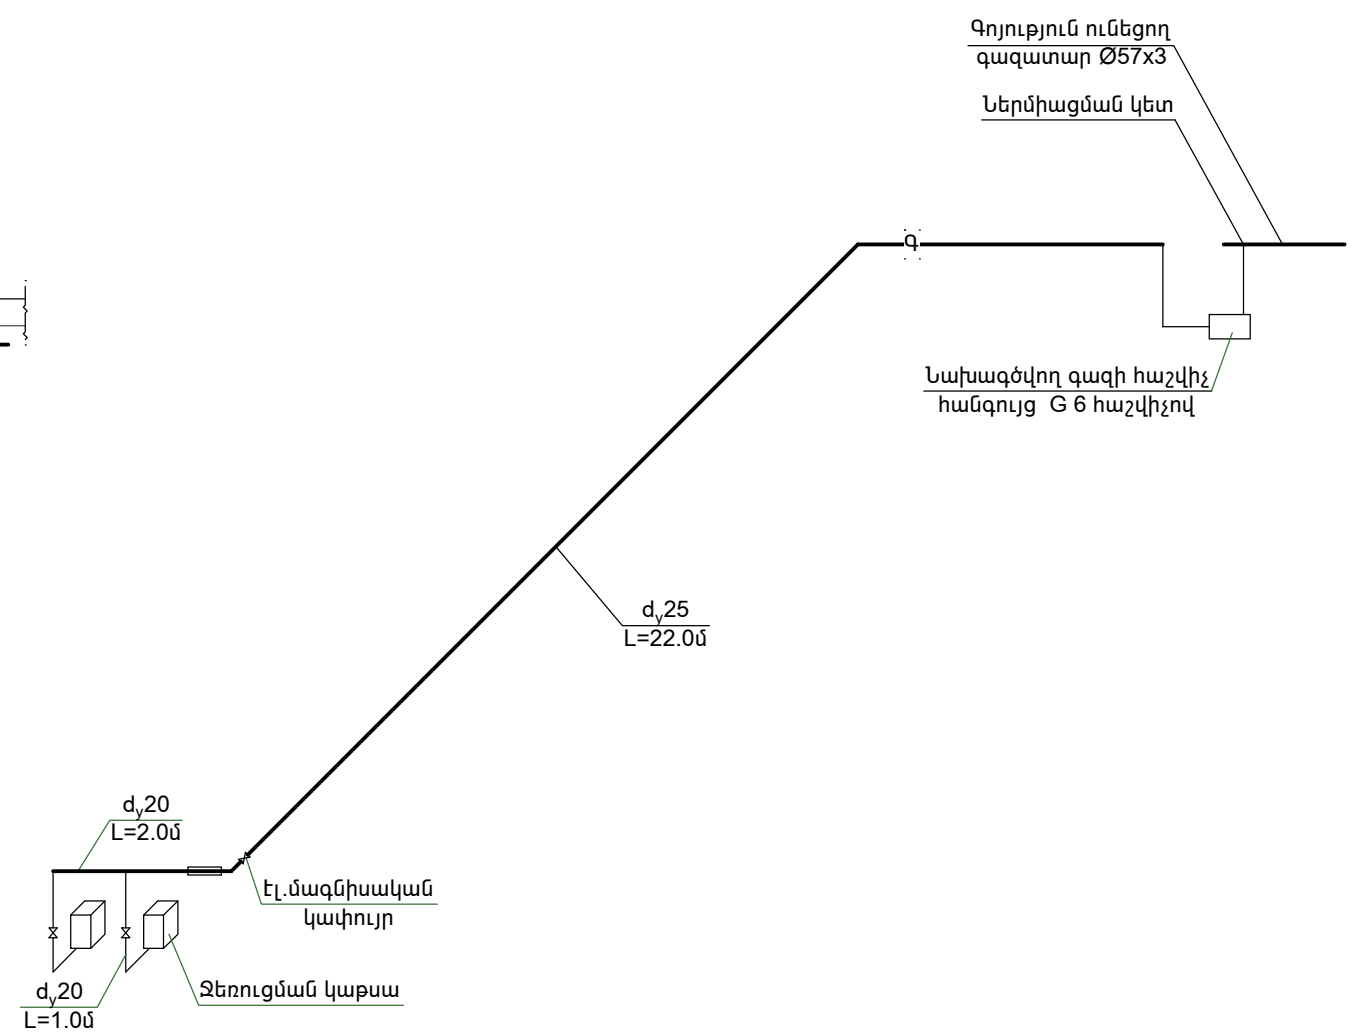 Գոյություն ունեցող
գազատար Ø57x3
Ներմիացման կետ
Գ
Նախագծվող գազի հաշվիչ
հանգույց G 6 հաշվիչով
dy25
L=22.0մ
dy20
L=2.0մ
էլ.մագնիսական
կափույր
Ջեռուցման կաթսա
dy20
L=1.0մ